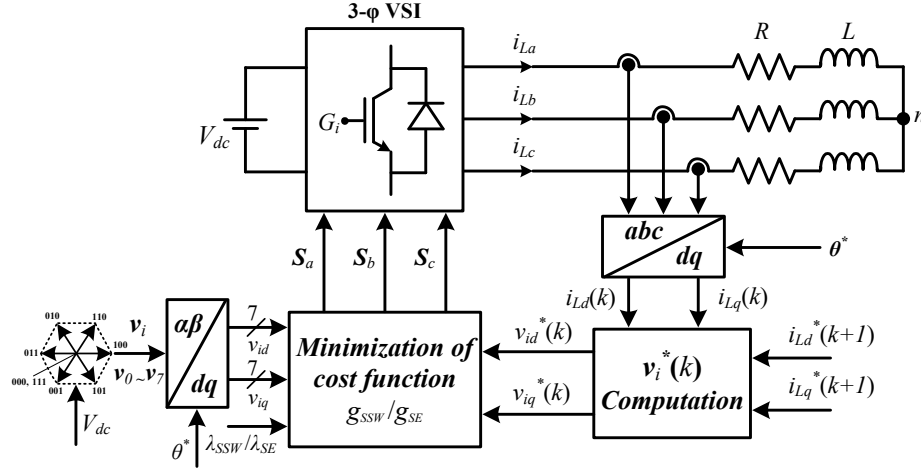 3-φ VSI
V_dc
G_i
i_La
i_Lb
i_Lc
R
L
n
S_a
S_b
S_c
abc
dq
θ*
i_Ld(k)
i_Lq(k)
010
110
011
100
000, 111
001
101
v_i
v_0~v_7
V_dc
αβ
dq
θ*
7
v_id
7
v_iq
λ_SSW/λ_SE
Minimization of
cost function
g_SSW/g_SE
v_id*(k)
v_iq*(k)
v_i*(k)
Computation
i_Ld*(k+1)
i_Lq*(k+1)